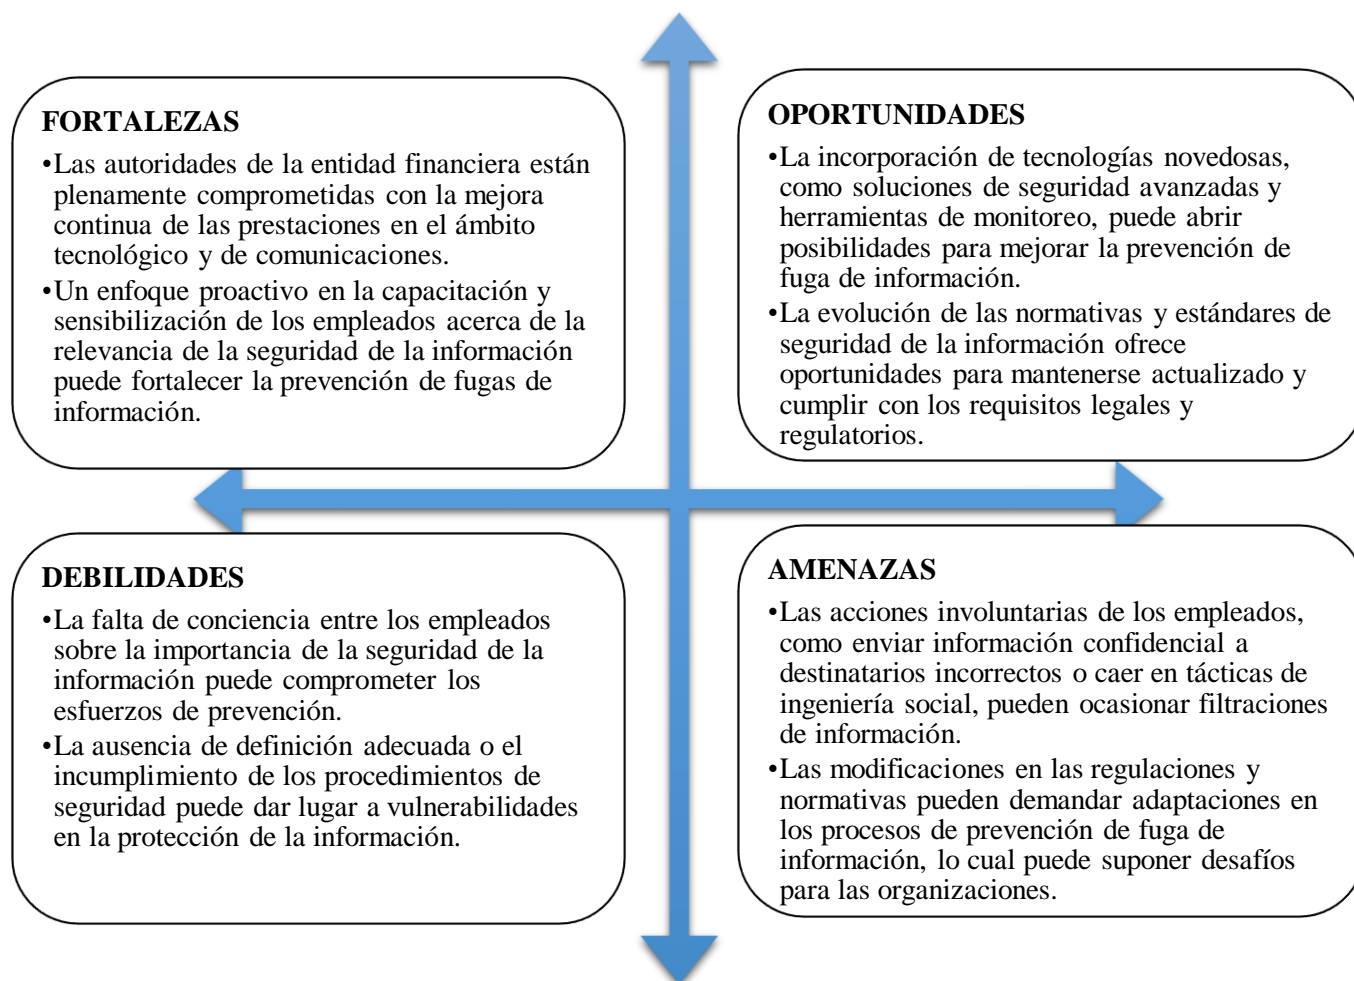 FORTALEZAS
•Las autoridades de la entidad financiera están
plenamente comprometidas con la mejora
continua de las prestaciones en el ámbito
tecnológico y de comunicaciones.
•Un enfoque proactivo en la capacitación y
sensibilización de los empleados acerca de la
relevancia de la seguridad de la información
puede fortalecer la prevención de fugas de
información.
OPORTUNIDADES
•La incorporación de tecnologías novedosas,
como soluciones de seguridad avanzadas y
herramientas de monitoreo, puede abrir
posibilidades para mejorar la prevención de
fuga de información.
•La evolución de las normativas y estándares de
seguridad de la información ofrece
oportunidades para mantenerse actualizado y
cumplir con los requisitos legales y
regulatorios.
DEBILIDADES
•La falta de conciencia entre los empleados
sobre la importancia de la seguridad de la
información puede comprometer los
esfuerzos de prevención.
•La ausencia de definición adecuada o el
incumplimiento de los procedimientos de
seguridad puede dar lugar a vulnerabilidades
en la protección de la información.
AMENAZAS
•Las acciones involuntarias de los empleados,
como enviar información confidencial a
destinatarios incorrectos o caer en tácticas de
ingeniería social, pueden ocasionar filtraciones
de información.
•Las modificaciones en las regulaciones y
normativas pueden demandar adaptaciones en
los procesos de prevención de fuga de
información, lo cual puede suponer desafíos
para las organizaciones.